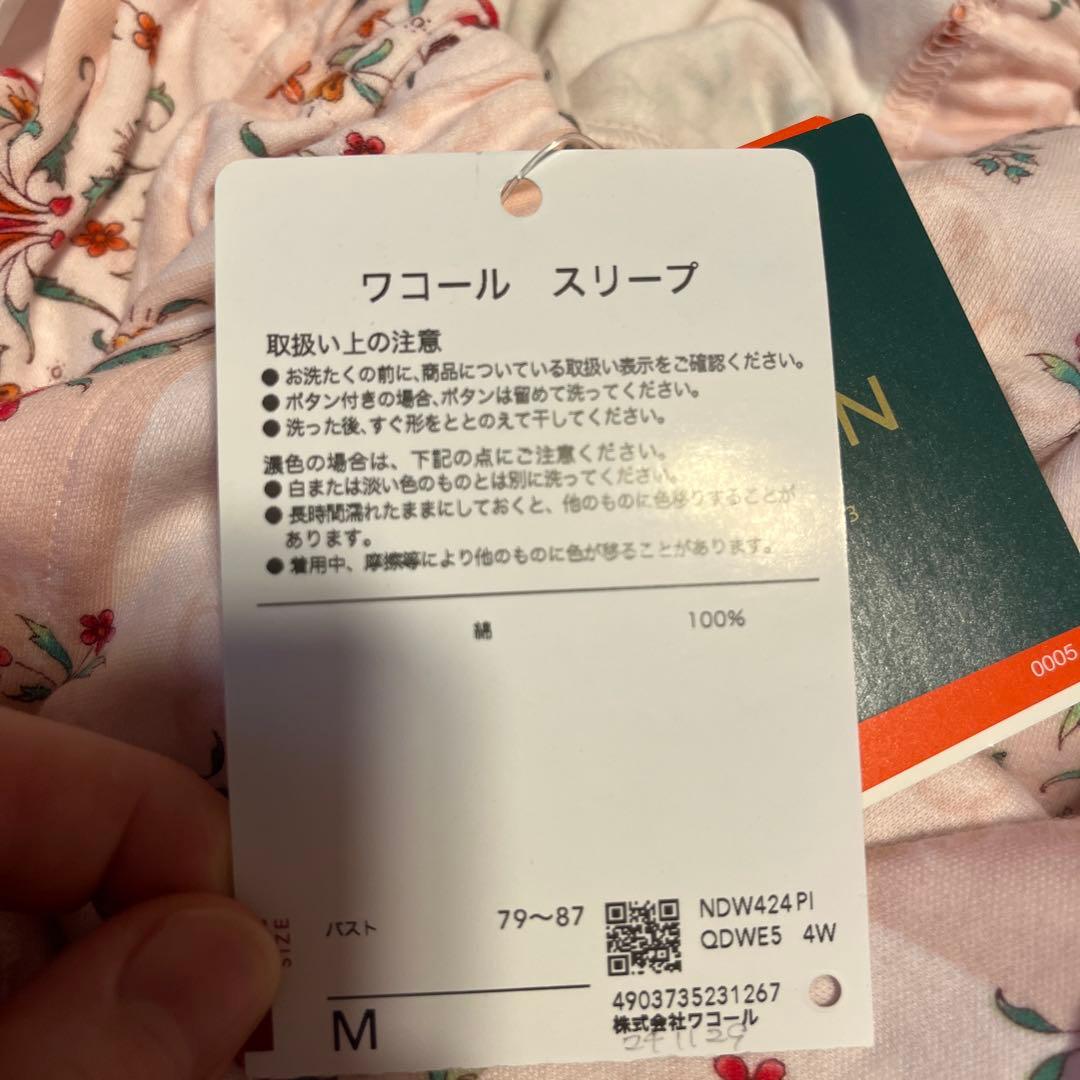 ワコール　スリープ
取扱い上の注意
●お洗たくの前に、商品についている取扱い表示をご確認ください。
●ボタン付きの場合、ボタンは留めて洗ってください。
●洗った後、すぐ形をととのえて干してください。
濃色の場合は、下記の点にご注意ください。
●白または淡い色のものとは別に洗ってください。
●長時間濡れたままにしておくと、他のものに色移りすることが
あります。
●着用中、摩擦等により他のものに色が移ることがあります。
綿 100%
SIZE
バスト 79〜87
M
NDW424 PI
QDWE5 4W
4903735231267
株式会社ワコール
24 11 29
N
3
0005